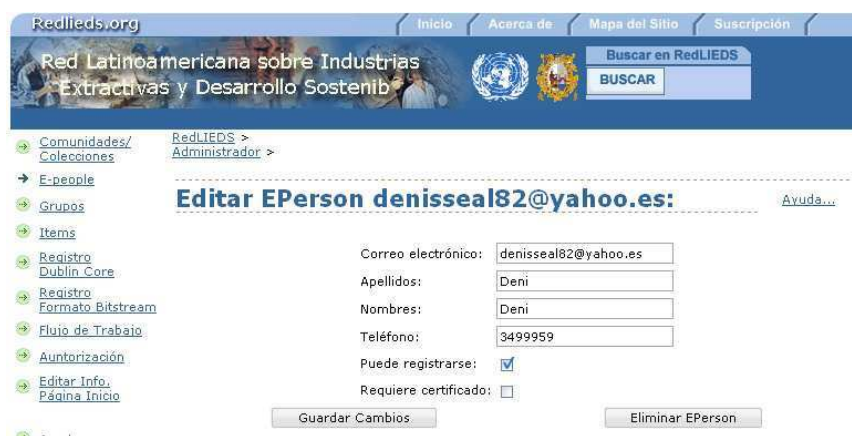 Redlieds.org
Inicio
Acerca de
Mapa del Sitio
Suscripción
Red Latinoamericana sobre Industrias
Extractivas y Desarrollo Sostenib
Buscar en RedLIEDS
BUSCAR
Comunidades/
Colecciones
E-people
Grupos
Items
Registro
Dublin Core
Registro
Formato Bitstream
Flujo de Trabajo
Auntorización
Editar Info.
Página Inicio
RedLIEDS >
Administrador >
Editar EPerson denisseal82@yahoo.es:
Ayuda...
Correo electrónico: denisseal82@yahoo.es
Apellidos: Deni
Nombres: Deni
Teléfono: 3499959
Puede registrarse:
Requiere certificado:
Guardar Cambios
Eliminar EPerson